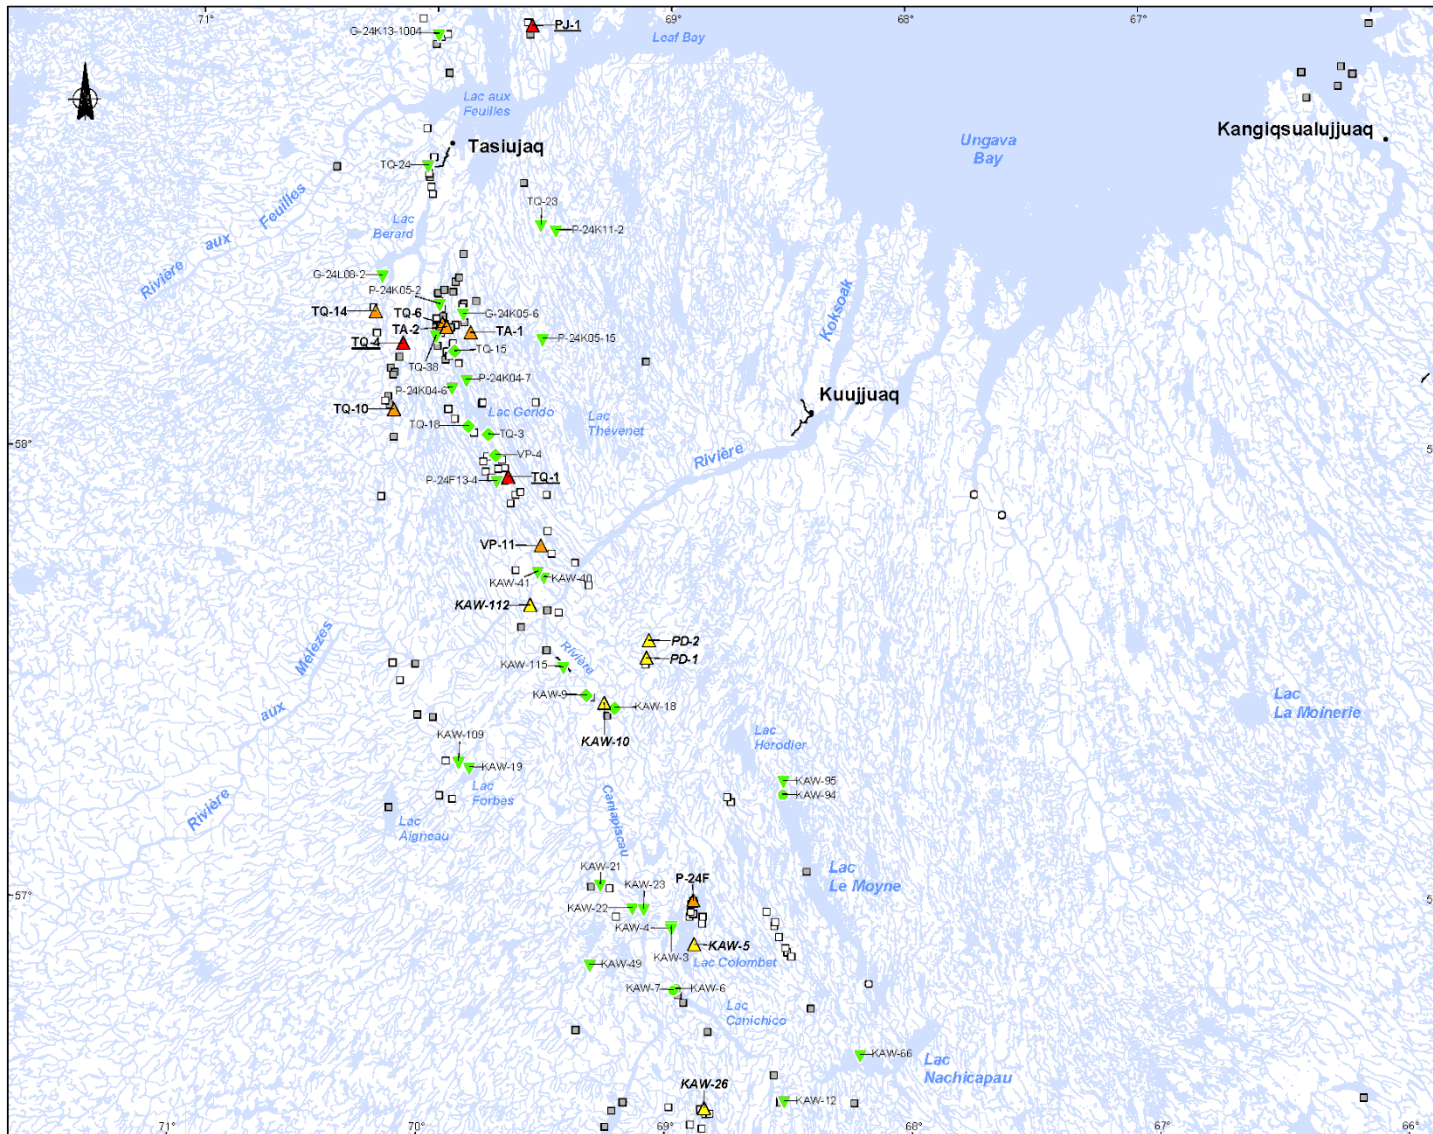 71°
69°
68°
67°
PJ-1
G-24K13-1004
Leaf Bay
Lac aux
Feuilles
Kangiqsualujjuaq
Ungava
Bay
Tasiujaq
TQ-24
TQ-23
P-24K11-2
Rivière aux Feuilles
Lac
Berard
G-24L08-2
P-24K05-2
TQ-14
TQ-6
G-24K05-6
TA-2
TA-1
TQ-4
P-24K05-15
TQ-15
TQ-38
P-24K04-7
P-24K04-6
Koksoak
Kuujjuaq
TQ-10
Lac Gerido
Lac
Thévenet
TQ-18
TQ-3
58°
5
VP-4
Rivière
P-24F13-4
TQ-1
VP-11
KAW-41
KAW-40
KAW-112
PD-2
PD-1
Rivière
KAW-115
Rivière aux Mélèzes
KAW-9
KAW-18
Lac
La Moinerie
KAW-10
Lac
Hérodier
KAW-109
KAW-19
KAW-95
KAW-94
Lac
Forbes
Lac
Aigneau
Caniapiscau
KAW-21
KAW-23
P-24F
Lac
Le Moyne
57°
5
KAW-22
KAW-4
KAW-5
KAW-3
Lac Colombet
KAW-49
KAW-7
KAW-6
Lac
Canichico
KAW-66
Lac
Nachicapau
KAW-26
KAW-12
71°
70°
69°
68°
67°
66°